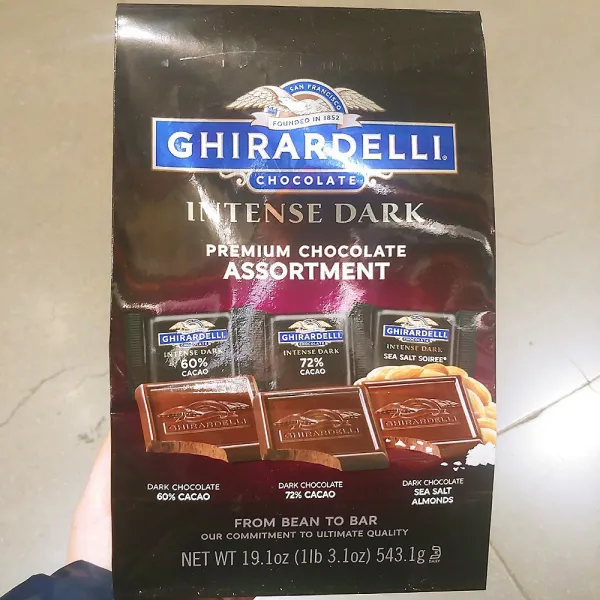 SAN FRANCISCO
FOUNDED IN 1852
GHIRARDELLI®
CHOCOLATE
INTENSE DARK
PREMIUM CHOCOLATE
ASSORTMENT
GHIRARDELLI
CHOCOLATE
INTENSE DARK
60%
CACAO
GHIRARDELLI
CHOCOLATE
INTENSE DARK
72%
CACAO
GHIRARDELLI
CHOCOLATE
INTENSE DARK
SEA SALT SOIREE®
GHIRARDELLI
GHIRARDELLI
GHIRARDELLI
DARK CHOCOLATE
60% CACAO
DARK CHOCOLATE
72% CACAO
DARK CHOCOLATE
SEA SALT
ALMONDS
FROM BEAN TO BAR
OUR COMMITMENT TO ULTIMATE QUALITY
NET WT 19.1oz (1lb 3.1oz) 543.1g